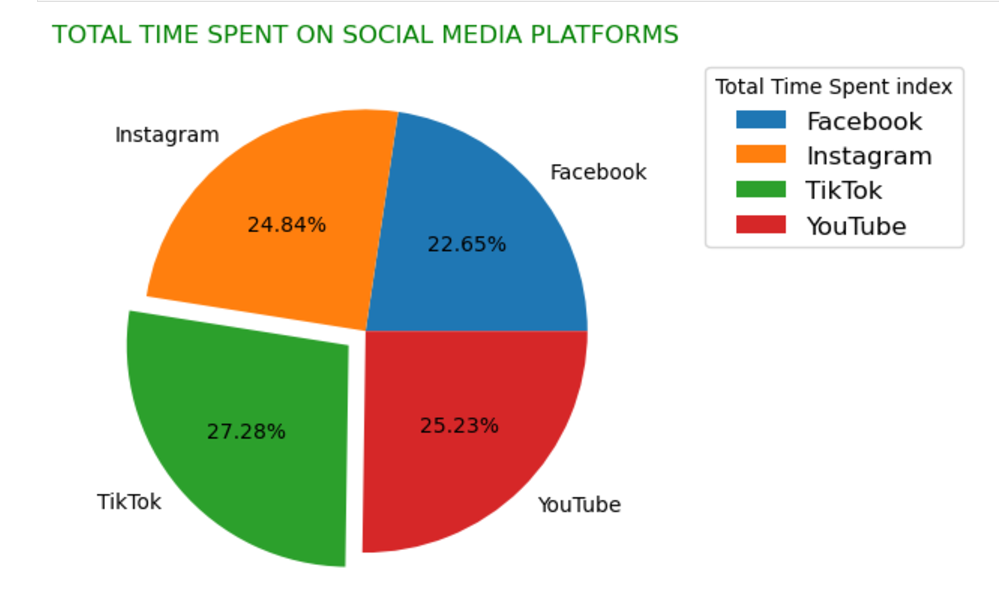 TOTAL TIME SPENT ON SOCIAL MEDIA PLATFORMS
Total Time Spent index
Facebook
Instagram
TikTok
YouTube
Instagram
Facebook
24.84%
22.65%
27.28%
25.23%
TikTok
YouTube